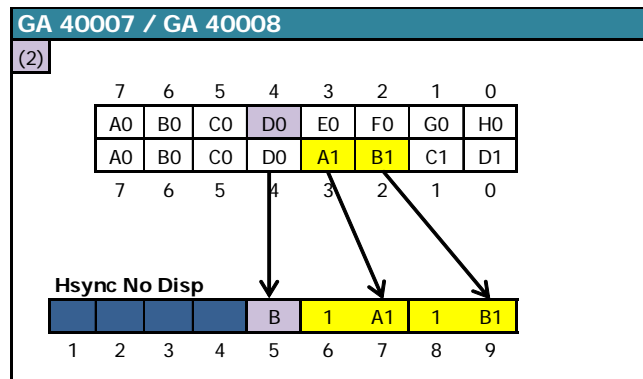 GA 40007 / GA 40008
(2)
7 6 5 4 3 2 1 0
A0 B0 C0 D0 E0 F0 G0 H0
A0 B0 C0 D0 A1 B1 C1 D1
7 6 5 4 3 2 1 0
Hsync No Disp
B 1 A1 1 B1
1 2 3 4 5 6 7 8 9